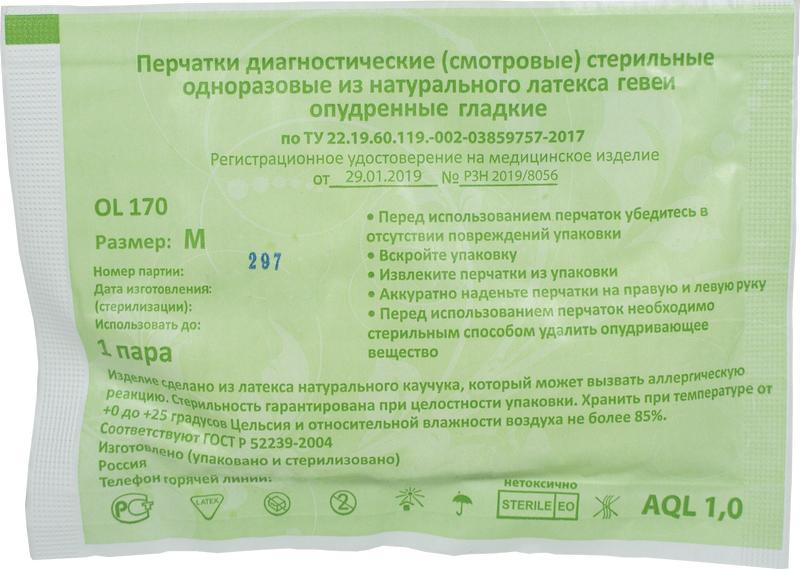 Перчатки диагностические (смотровые) стерильные
одноразовые из натурального латекса гевеи
опудренные гладкие
по ТУ 22.19.60.119.-002-03859757-2017
Регистрационное удостоверение на медицинское изделие
от 29.01.2019 № РЗН 2019/8056
OL 170
Размер: M
Номер партии: 297
Дата изготовления:
(стерилизации):
Использовать до:
1 пара
• Перед использованием перчаток убедитесь в
отсутствии повреждений упаковки
• Вскройте упаковку
• Извлеките перчатки из упаковки
• Аккуратно наденьте перчатки на правую и левую руку
• Перед использованием перчаток необходимо
стерильным способом удалить опудривающее
вещество
Изделие сделано из латекса натурального каучука, который может вызвать аллергическую
реакцию. Стерильность гарантирована при целостности упаковки. Хранить при температуре от
+0 до +25 градусов Цельсия и относительной влажности воздуха не более 85%.
Соответствуют ГОСТ Р 52239-2004
Изготовлено (упаковано и стерилизовано)
Россия
Телефон горячей линии:
нетоксично
РСТ LATEX 2 STERILE EO AQL 1,0